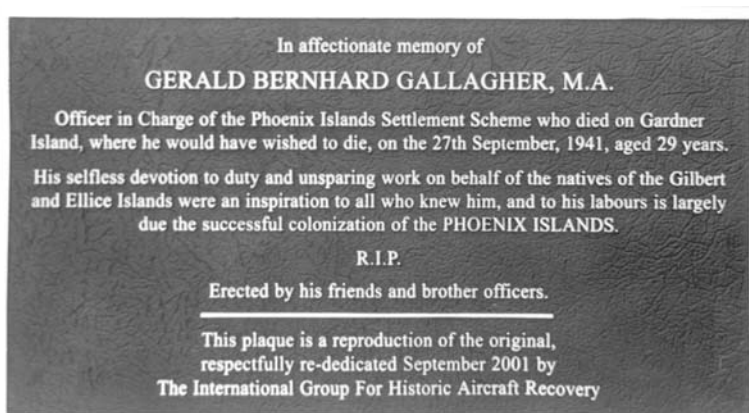 In affectionate memory of
GERALD BERNHARD GALLAGHER, M.A.
Officer in Charge of the Phoenix Islands Settlement Scheme who died on Gardner
Island, where he would have wished to die, on the 27th September, 1941, aged 29 years.
His selfless devotion to duty and unsparing work on behalf of the natives of the Gilbert
and Ellice Islands were an inspiration to all who knew him, and to his labours is largely
due the successful colonization of the PHOENIX ISLANDS.
R.I.P.
Erected by his friends and brother officers.
This plaque is a reproduction of the original,
respectfully re-dedicated September 2001 by
The International Group For Historic Aircraft Recovery